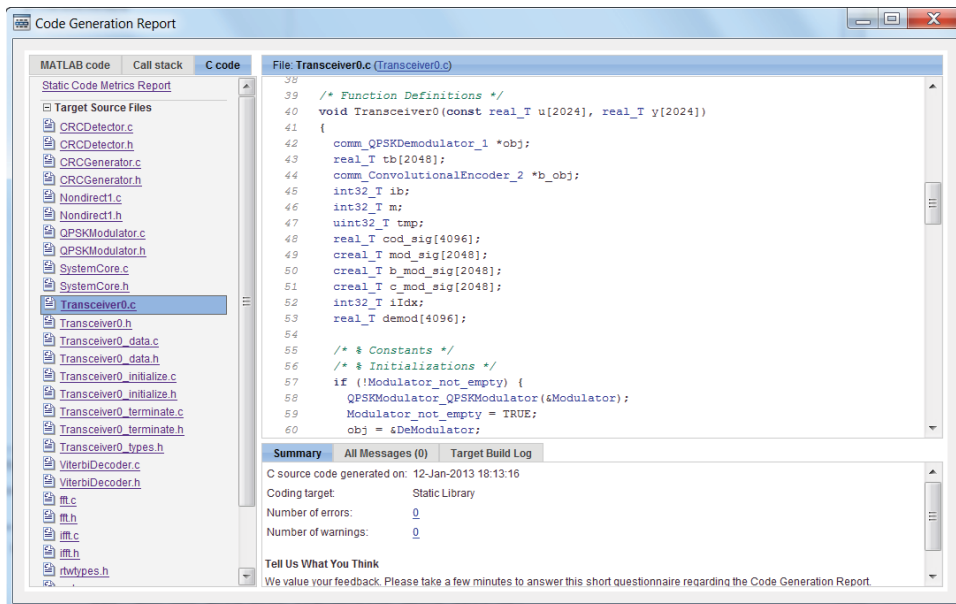 Code Generation Report
MATLAB code Call stack C code
Static Code Metrics Report
Target Source Files
CRCDetector.c
CRCDetector.h
CRCGenerator.c
CRCGenerator.h
Nondirect1.c
Nondirect1.h
QPSKModulator.c
QPSKModulator.h
SystemCore.c
SystemCore.h
Transceiver0.c
Transceiver0.h
Transceiver0_data.c
Transceiver0_data.h
Transceiver0_initialize.c
Transceiver0_initialize.h
Transceiver0_terminate.c
Transceiver0_terminate.h
Transceiver0_types.h
ViterbiDecoder.c
ViterbiDecoder.h
fft.c
fft.h
ifft.c
ifft.h
rtwtypes.h
File: Transceiver0.c (Transceiver0.c)
38
39 /* Function Definitions */
40 void Transceiver0(const real_T u[2024], real_T y[2024])
41 {
42 comm_QPSKDemodulator_1 *obj;
43 real_T tb[2048];
44 comm_ConvolutionalEncoder_2 *b_obj;
45 int32_T ib;
46 int32_T m;
47 uint32_T tmp;
48 real_T cod_sig[4096];
49 creal_T mod_sig[2048];
50 creal_T b_mod_sig[2048];
51 creal_T c_mod_sig[2048];
52 int32_T iIdx;
53 real_T demod[4096];
54
55 /* % Constants */
56 /* % Initializations */
57 if (!Modulator_not_empty) {
58 QPSKModulator_QPSKModulator(&Modulator);
59 Modulator_not_empty = TRUE;
60 obj = &DeModulator;
Summary All Messages (0) Target Build Log
C source code generated on: 12-Jan-2013 18:13:16
Coding target: Static Library
Number of errors: 0
Number of warnings: 0
Tell Us What You Think
We value your feedback. Please take a few minutes to answer this short questionnaire regarding the Code Generation Report.